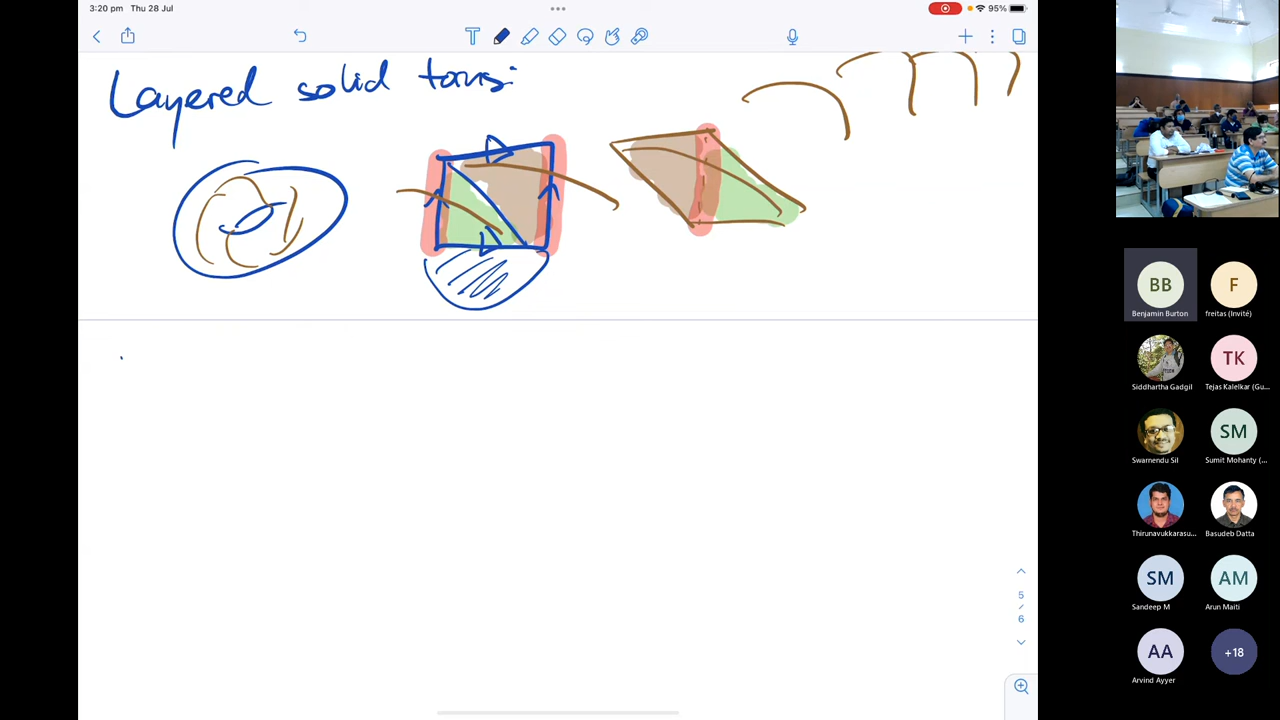 3:20 pm Thu 28 Jul
95%
T
Layered solid torus:
5
/
6
BB
Benjamin Burton
F
freitas (Invité)
Siddhartha Gadgil
TK
Tejas Kalelkar (Gu...
Swarnendu Sil
SM
Sumit Mohanty (...
Thirunavukkarasu...
Basudeb Datta
SM
Sandeep M
AM
Arun Maiti
AA
Arvind Ayyer
+18